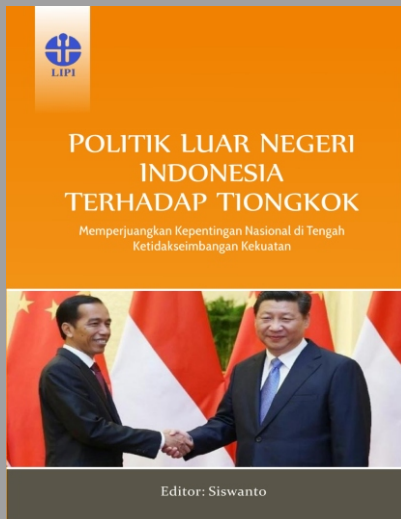 LIPI
POLITIK LUAR NEGERI
INDONESIA
TERHADAP TIONGKOK
Memperjuangkan Kepentingan Nasional di Tengah
Ketidakseimbangan Kekuatan
Editor: Siswanto